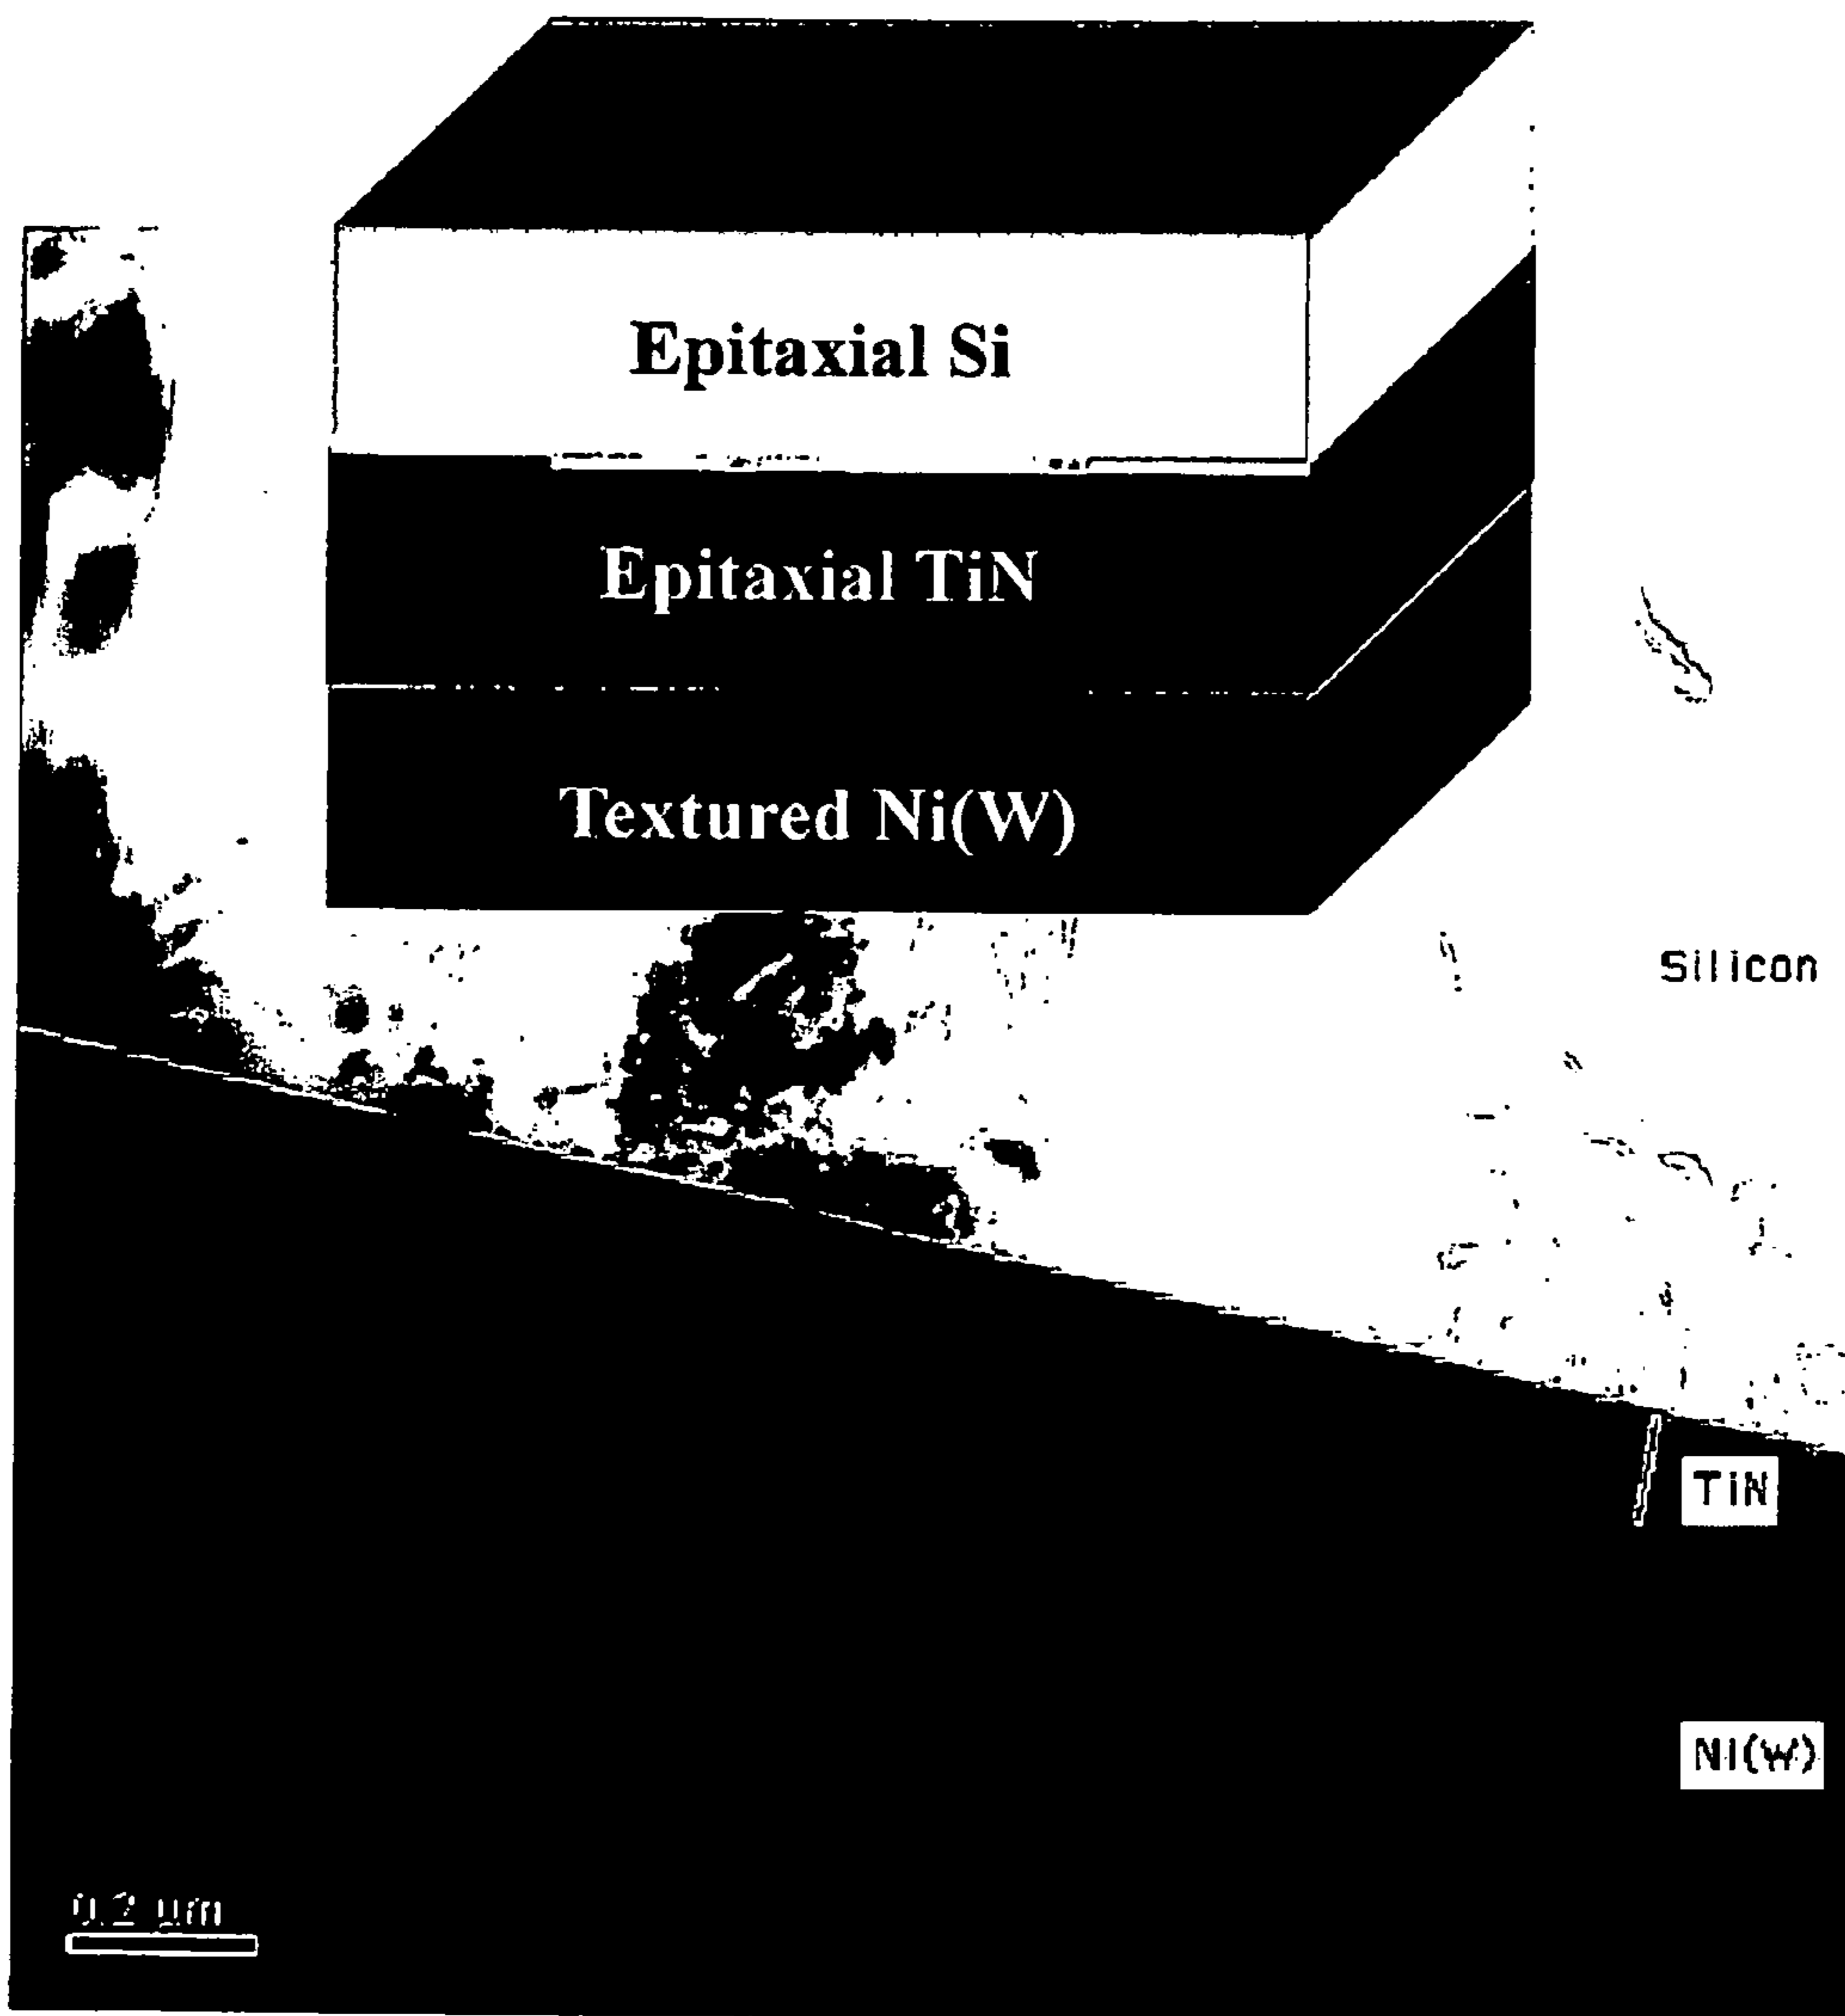 Epitaxial Si
Epitaxial TiN
Textured Ni(W)
Silicon
TiN
Ni(W)
0.2 μm